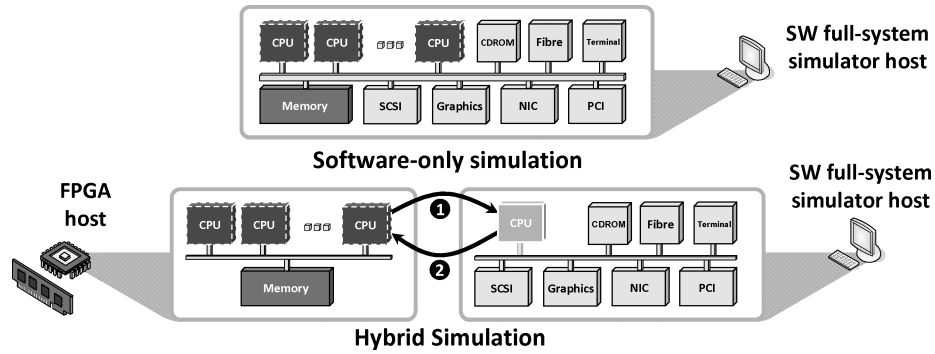 CPU CPU CPU CDROM Fibre Terminal
Memory SCSI Graphics NIC PCI
SW full-system
simulator host
Software-only simulation
FPGA
host
SW full-system
simulator host
CPU CPU CPU
Memory
1
2
CPU CDROM Fibre Terminal
SCSI Graphics NIC PCI
Hybrid Simulation